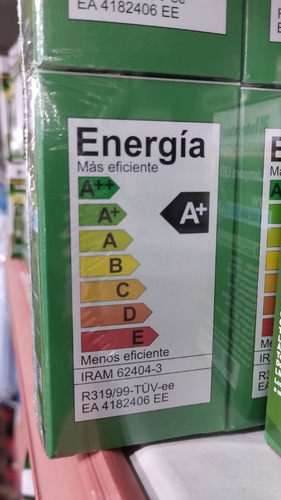 EA 4182406 EE
Energía
Más eficiente
A++
A+
A+
A
B
C
D
E
Menos eficiente
IRAM 62404-3
R319/99-TÜV-ee
EA 4182406 EE